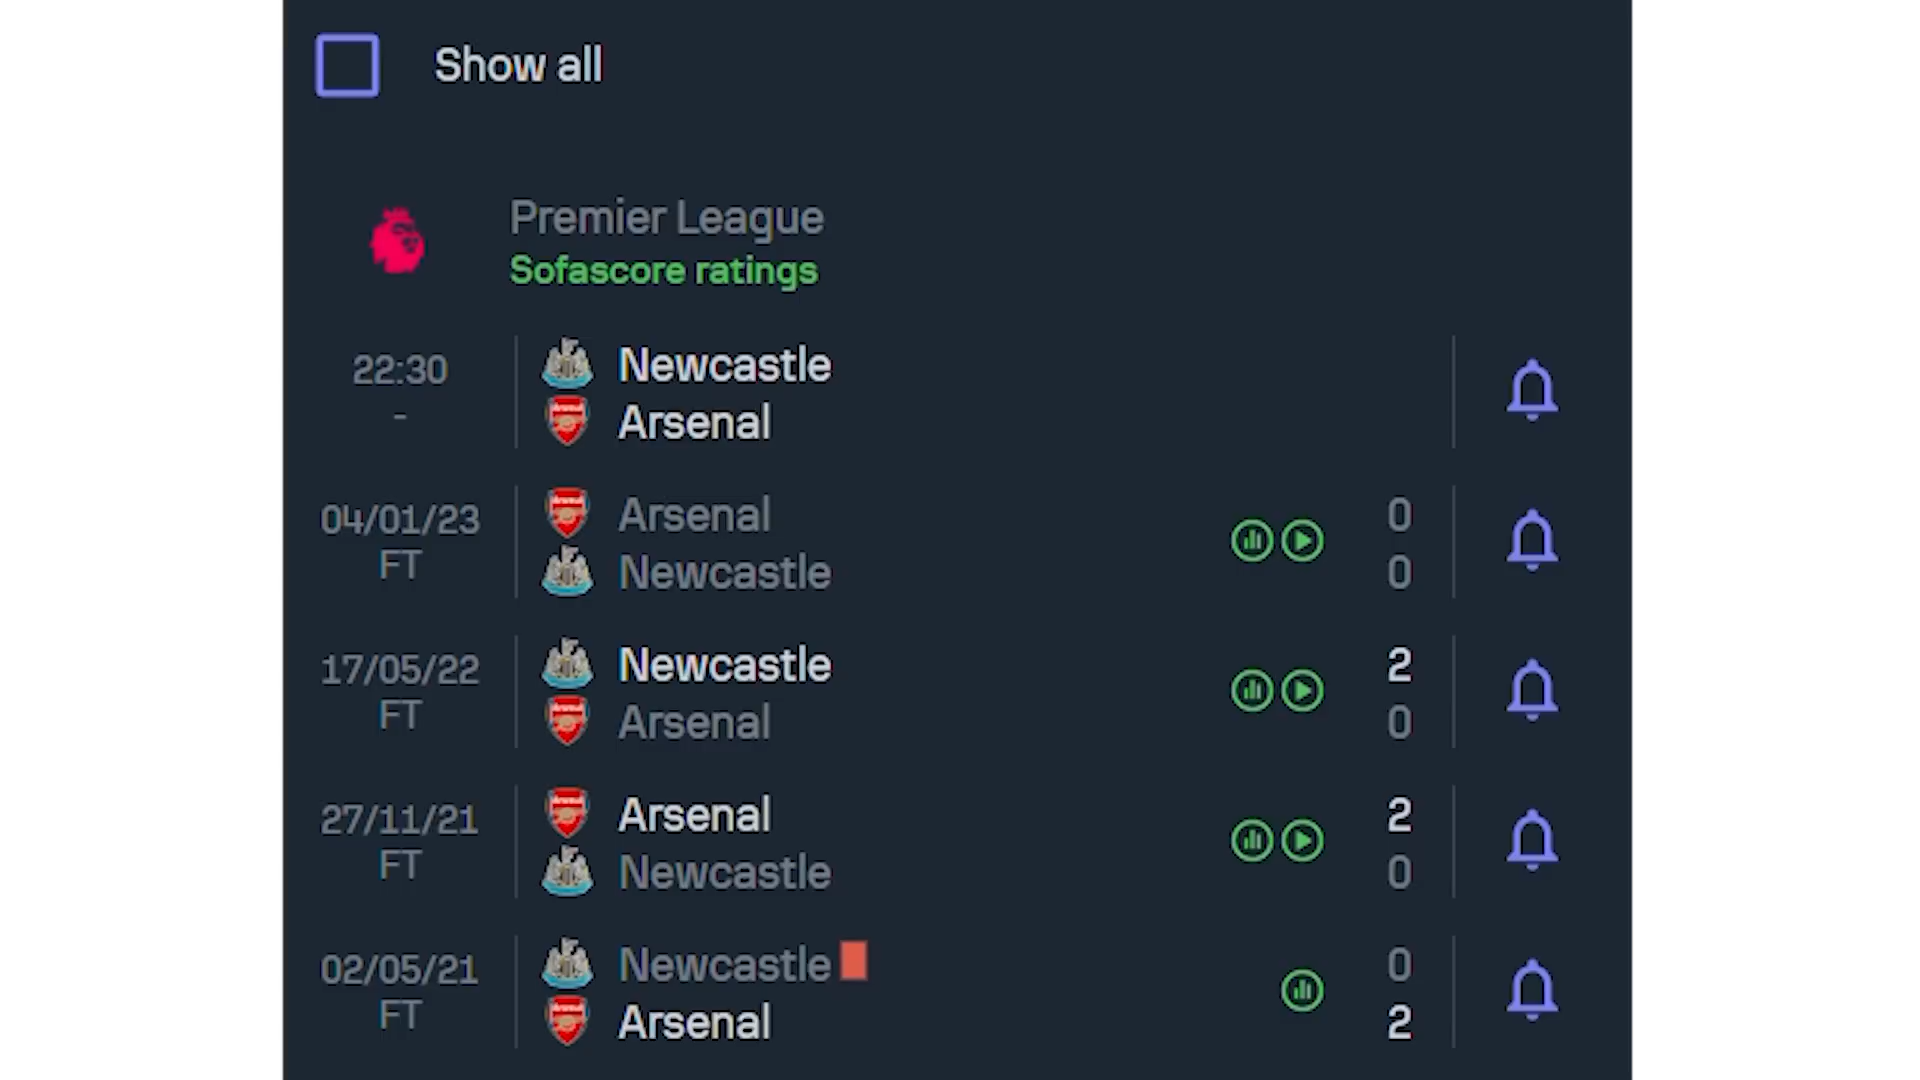 Show all
Premier League
Sofascore ratings
22:30
-
Newcastle
Arsenal
04/01/23
FT
Arsenal
Newcastle
0
0
17/05/22
FT
Newcastle
Arsenal
2
0
27/11/21
FT
Arsenal
Newcastle
2
0
02/05/21
FT
Newcastle
Arsenal
0
2